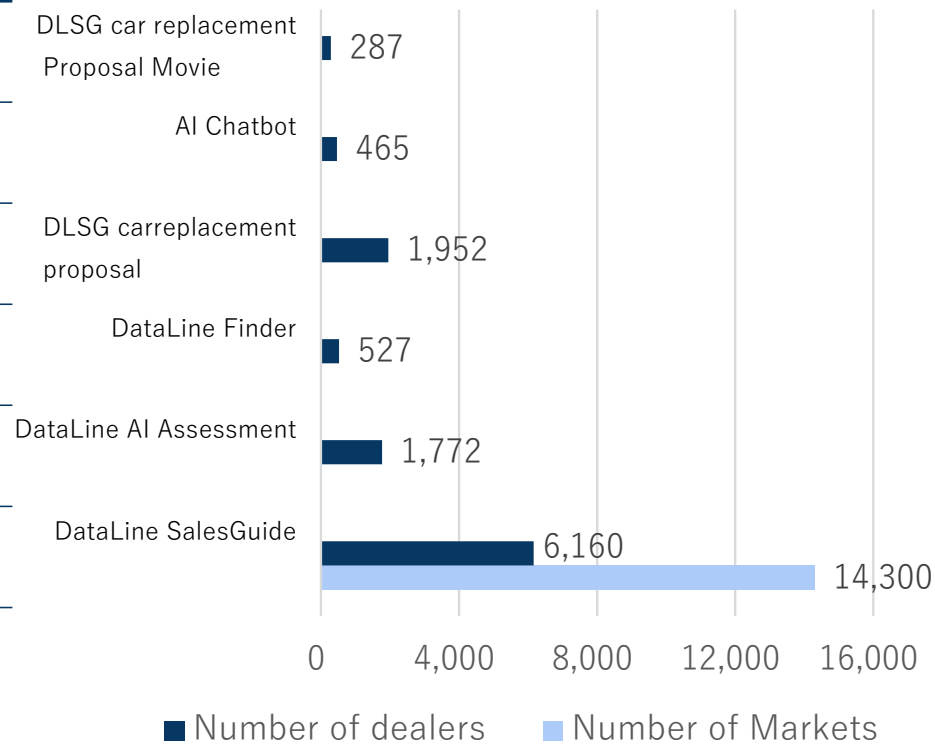 DLSG car replacement
Proposal Movie
287
AI Chatbot
465
DLSG carreplacement
proposal
1,952
DataLine Finder
527
DataLine AI Assessment
1,772
DataLine SalesGuide
6,160
14,300
0 4,000 8,000 12,000 16,000
Number of dealers Number of Markets